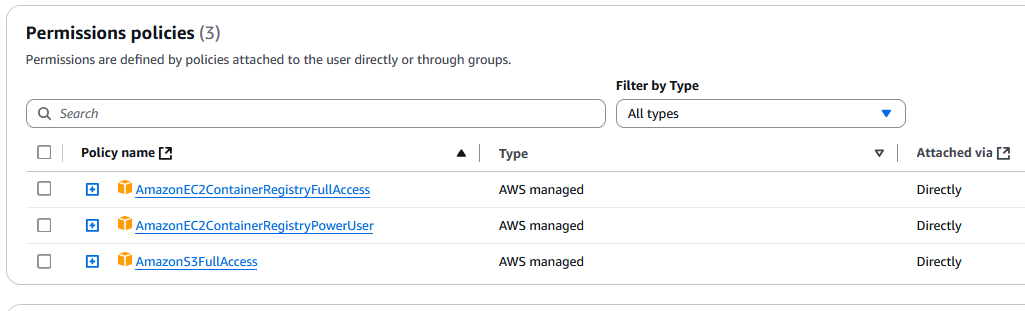 Permissions policies (3)
Permissions are defined by policies attached to the user directly or through groups.
Filter by Type
Search
All types
Policy name Type Attached via
AmazonEC2ContainerRegistryFullAccess AWS managed Directly
AmazonEC2ContainerRegistryPowerUser AWS managed Directly
AmazonS3FullAccess AWS managed Directly